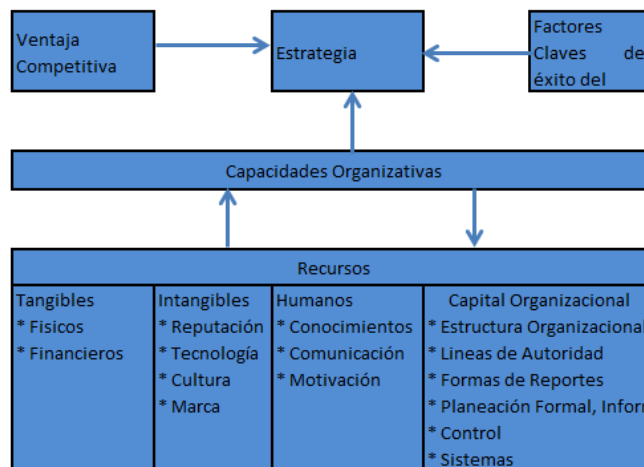 Ventaja
Competitiva
Estrategia
Factores
Claves de
éxito del
Capacidades Organizativas
Recursos
Tangibles
* Fisicos
* Financieros
Intangibles
* Reputación
* Tecnología
* Cultura
* Marca
Humanos
* Conocimientos
* Comunicación
* Motivación
Capital Organizacional
* Estructura Organizacional
* Lineas de Autoridad
* Formas de Reportes
* Planeación Formal, Inform
* Control
* Sistemas